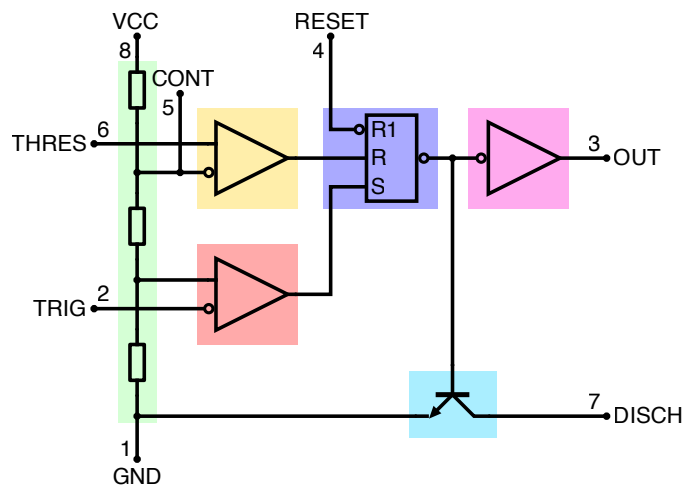 VCC
8
RESET
4
CONT
5
THRES
6
R1
R
S
3
OUT
2
TRIG
7
DISCH
1
GND